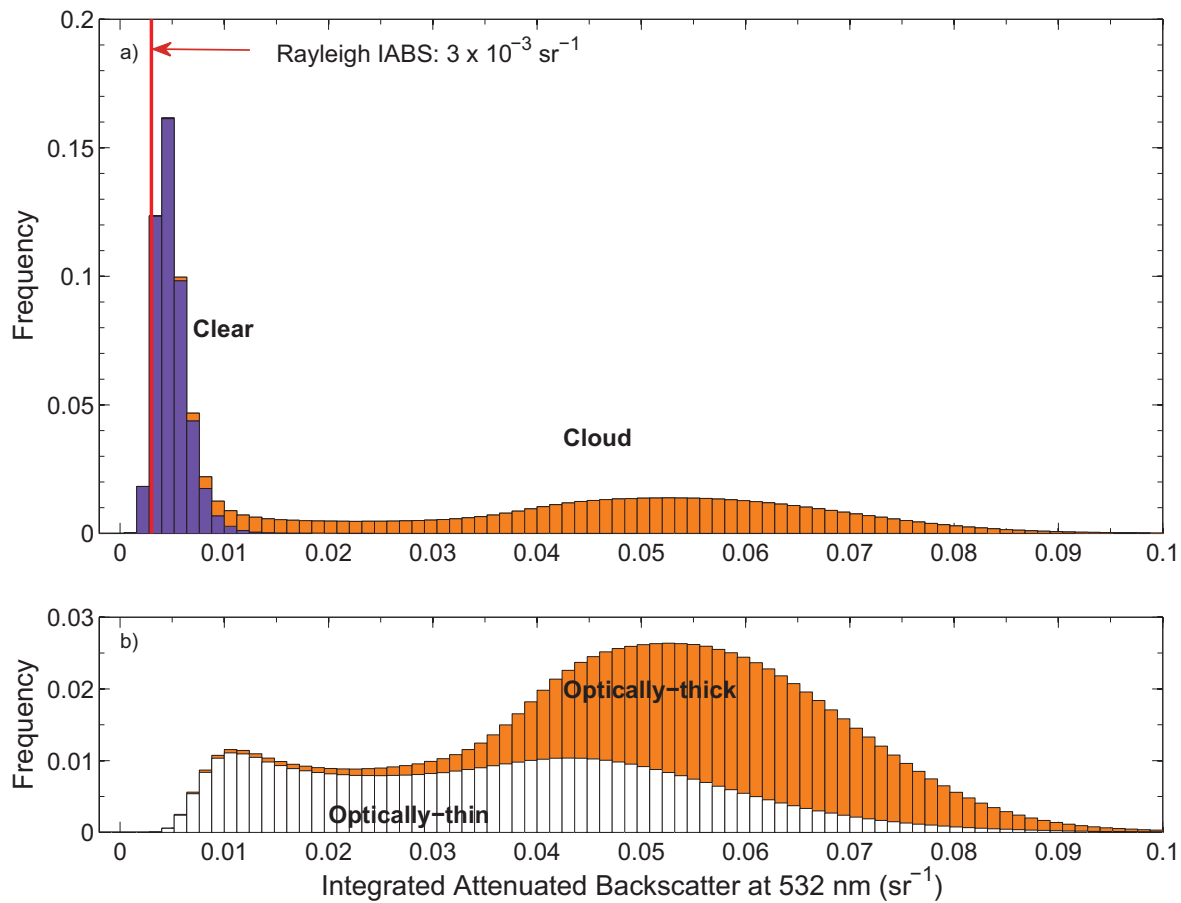 0.2
a)
Rayleigh IABS: 3 x 10⁻³ sr⁻¹
0.15
Frequency
0.1
Clear
0.05
Cloud
0
0 0.01 0.02 0.03 0.04 0.05 0.06 0.07 0.08 0.09 0.1
0.03
b)
0.02
Optically−thick
Frequency
0.01
Optically−thin
0
0 0.01 0.02 0.03 0.04 0.05 0.06 0.07 0.08 0.09 0.1
Integrated Attenuated Backscatter at 532 nm (sr⁻¹)